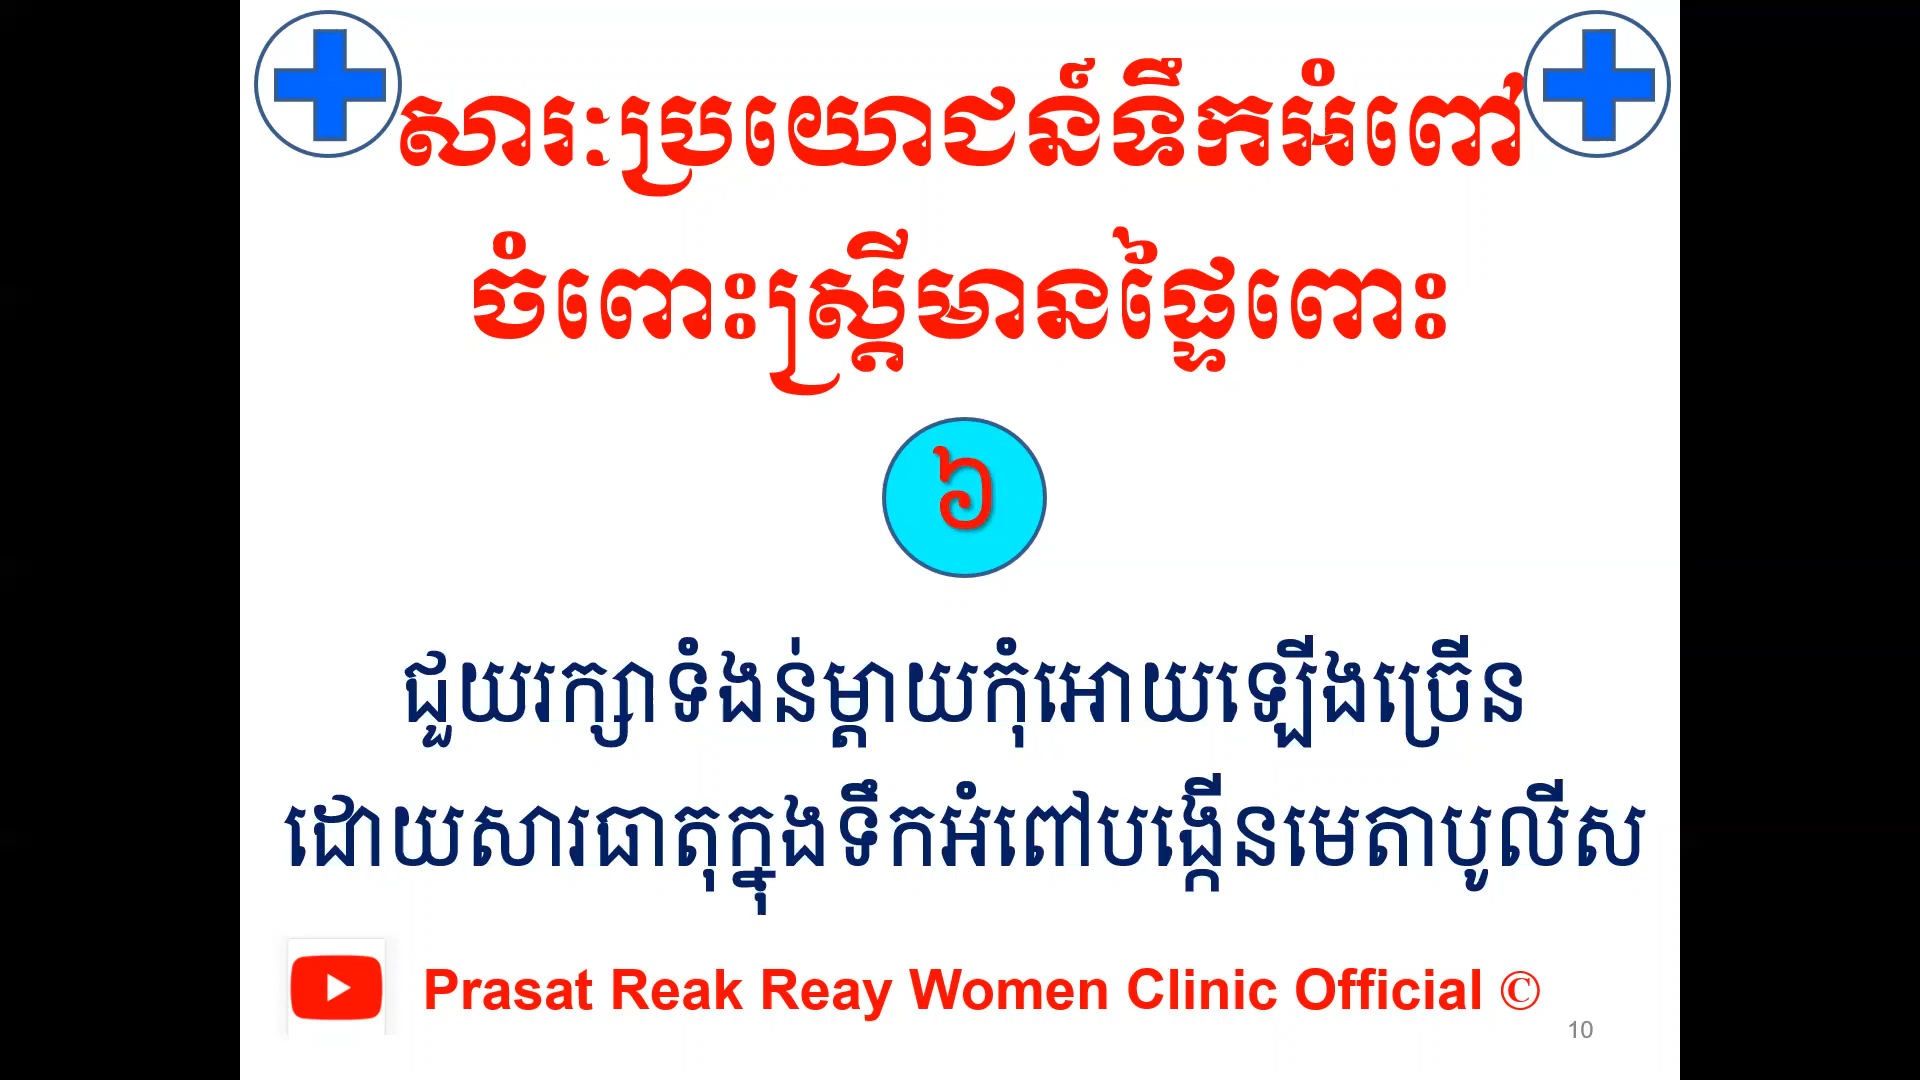 សារៈប្រយោជន៍ទឹកអំពៅ
ចំពោះស្ត្រីមានផ្ទៃពោះ
៦
ជួយរក្សាទំងន់ម្តាយកុំអោយឡើងច្រើន
ដោយសារធាតុក្នុងទឹកអំពៅបង្កើនមេតាបូលីស
Prasat Reak Reay Women Clinic Official ©
10